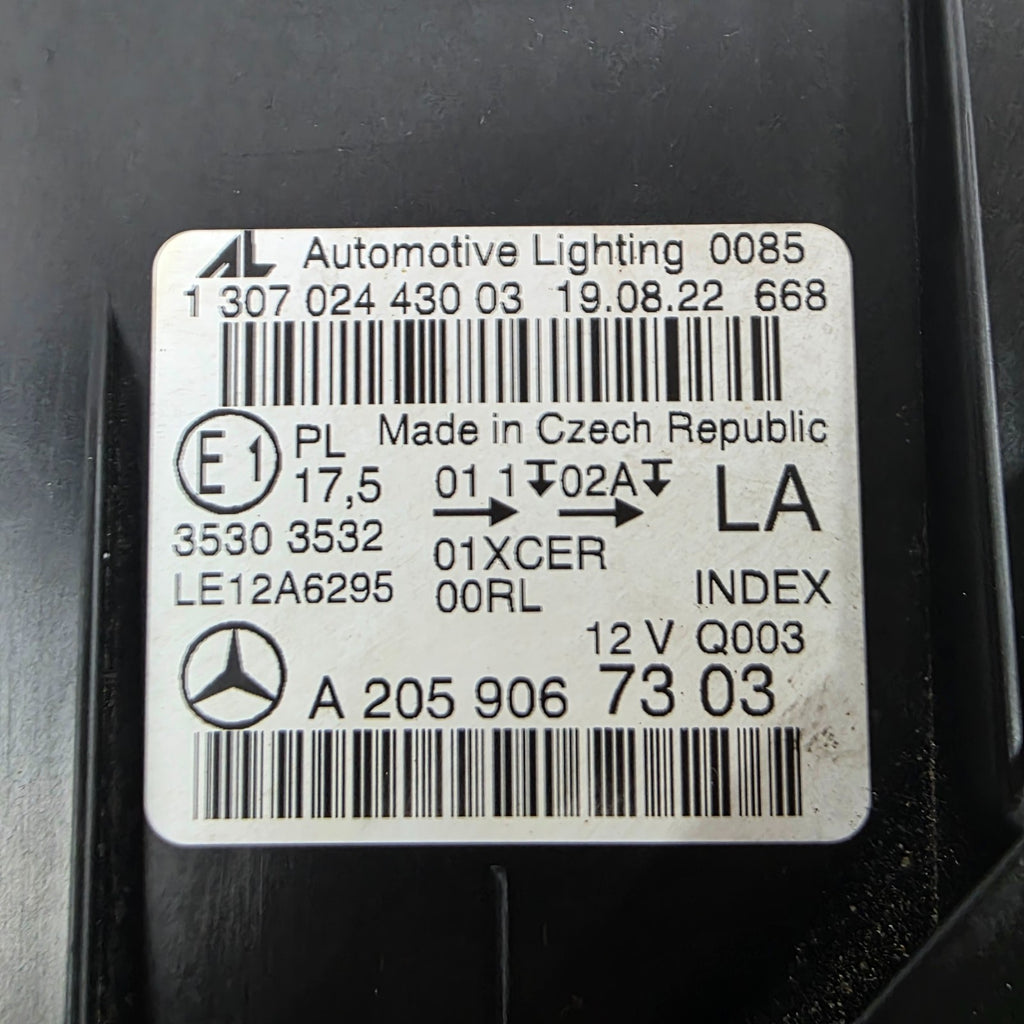 AL Automotive Lighting 0085
1 307 024 430 03 19.08.22 668
E1 PL Made in Czech Republic
17,5 01 1 02A LA
3530 3532 01XCER
LE12A6295 00RL INDEX
12 V Q003
A 205 906 73 03